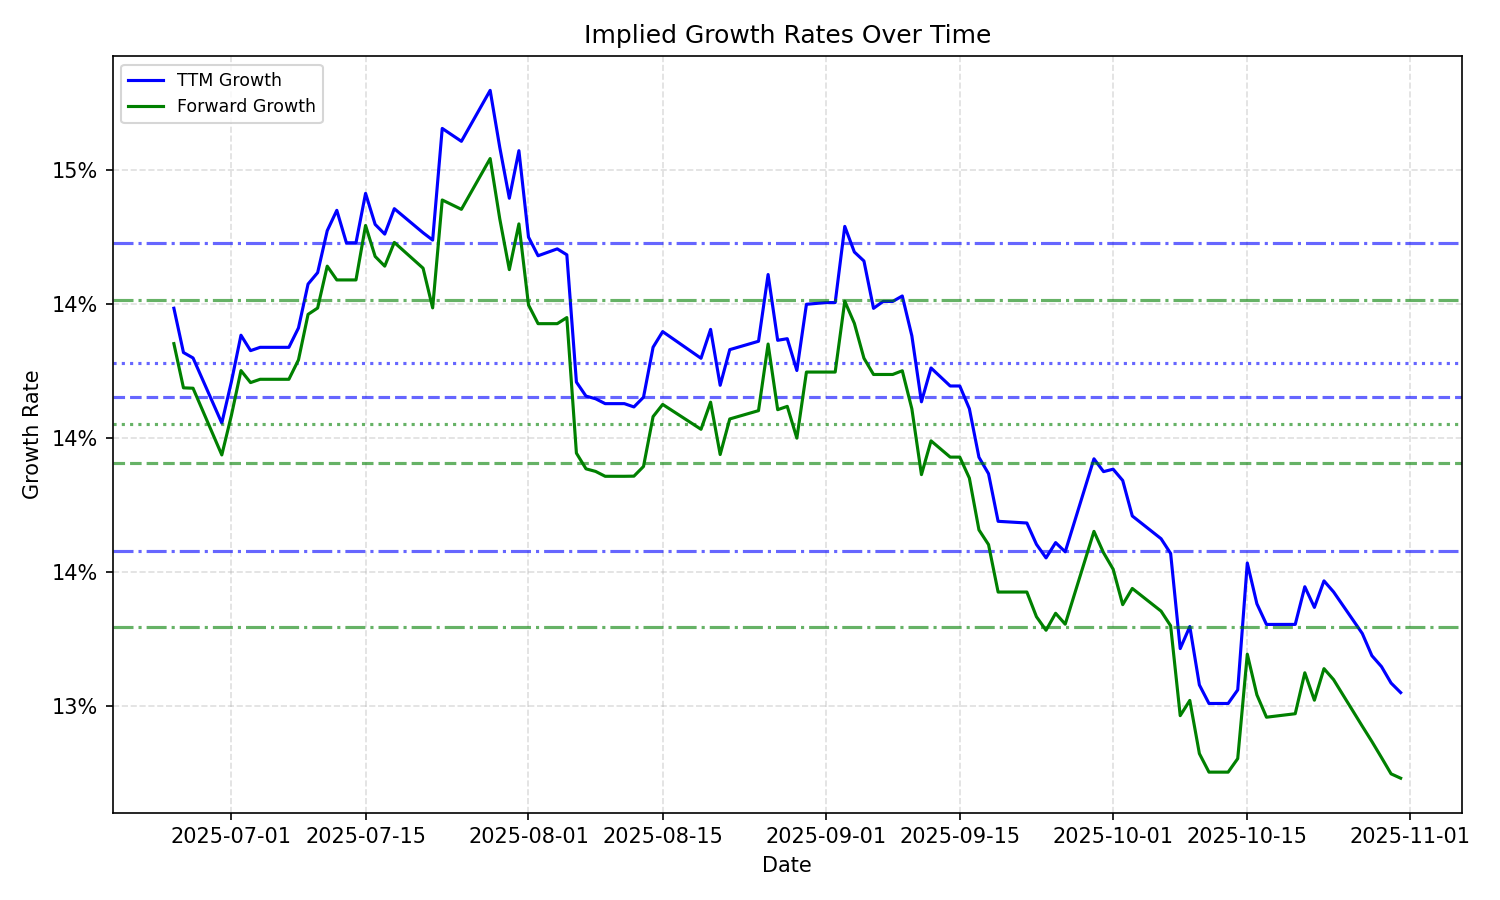 Implied Growth Rates Over Time
TTM Growth
Forward Growth
15%
14%
14%
14%
13%
Growth Rate
2025-07-01 2025-07-15 2025-08-01 2025-08-15 2025-09-01 2025-09-15 2025-10-01 2025-10-15 2025-11-01
Date